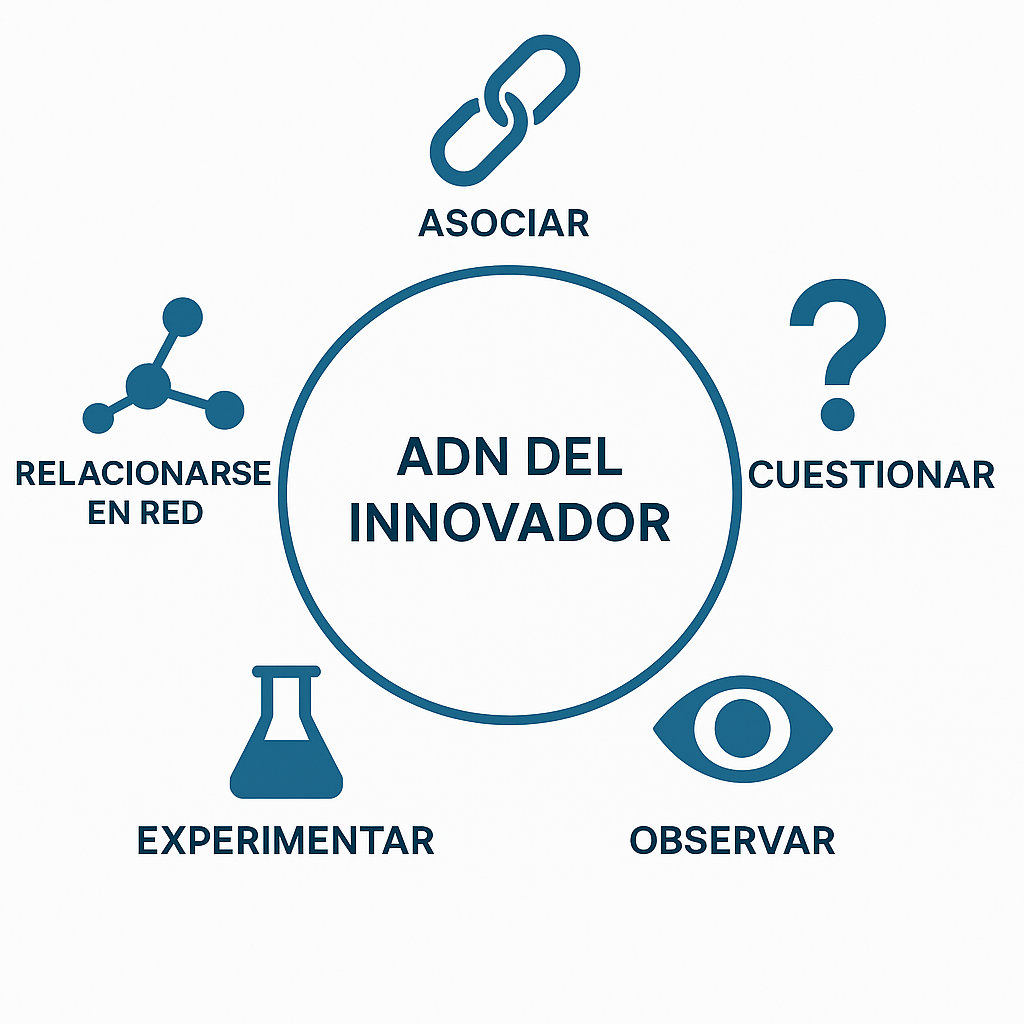 ASOCIAR
RELACIONARSE
EN RED
ADN DEL
INNOVADOR
?
CUESTIONAR
EXPERIMENTAR
OBSERVAR